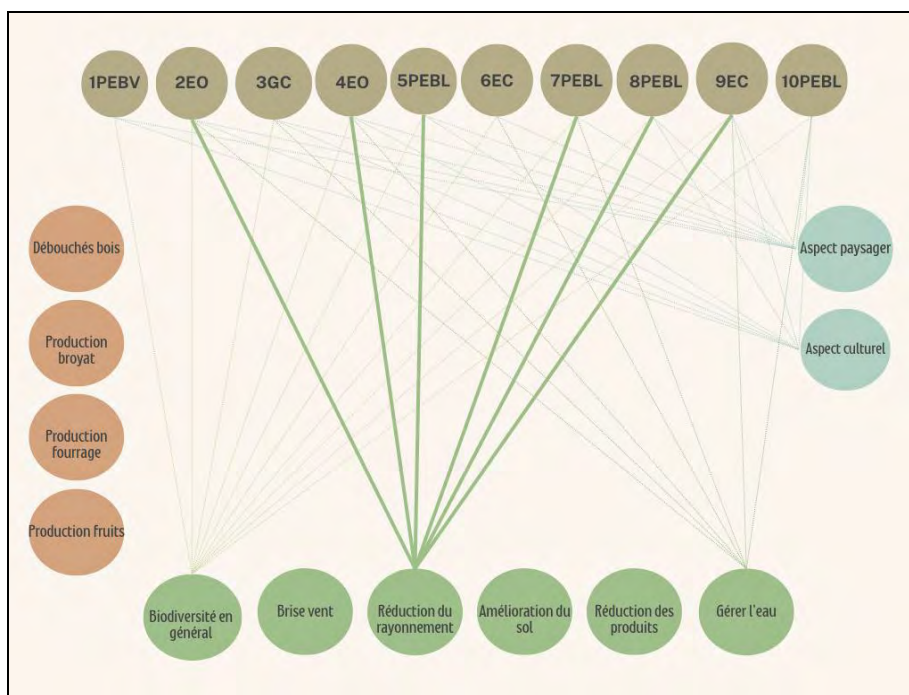 1PEBV
2EO
3GC
4EO
5PEBL
6EC
7PEBL
8PEBL
9EC
10PEBL
Débouchés bois
Production
broyat
Production
fourrage
Production fruits
Aspect paysager
Aspect culturel
Biodiversité en
général
Brise vent
Réduction du
rayonnement
Amélioration du
sol
Réduction des
produits
Gérer l'eau